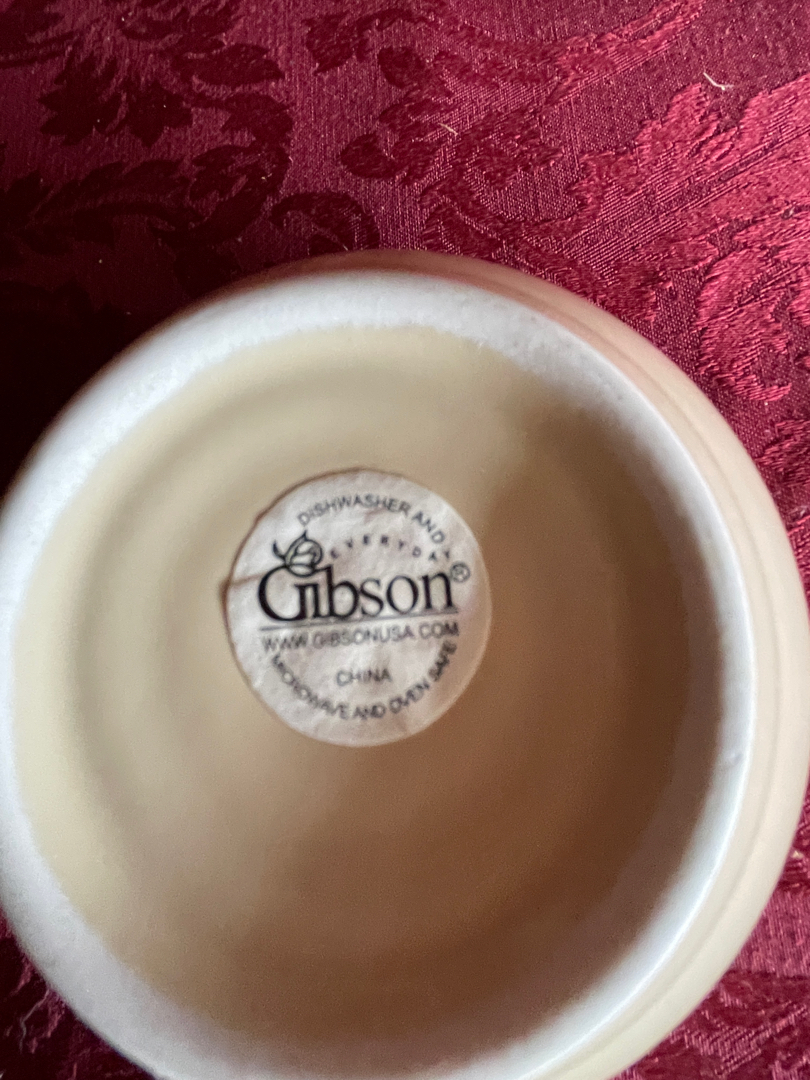 DISHWASHER AND
EVERYDAY
Gibson®
WWW.GIBSONUSA.COM
CHINA
MICROWAVE AND OVEN SAFE